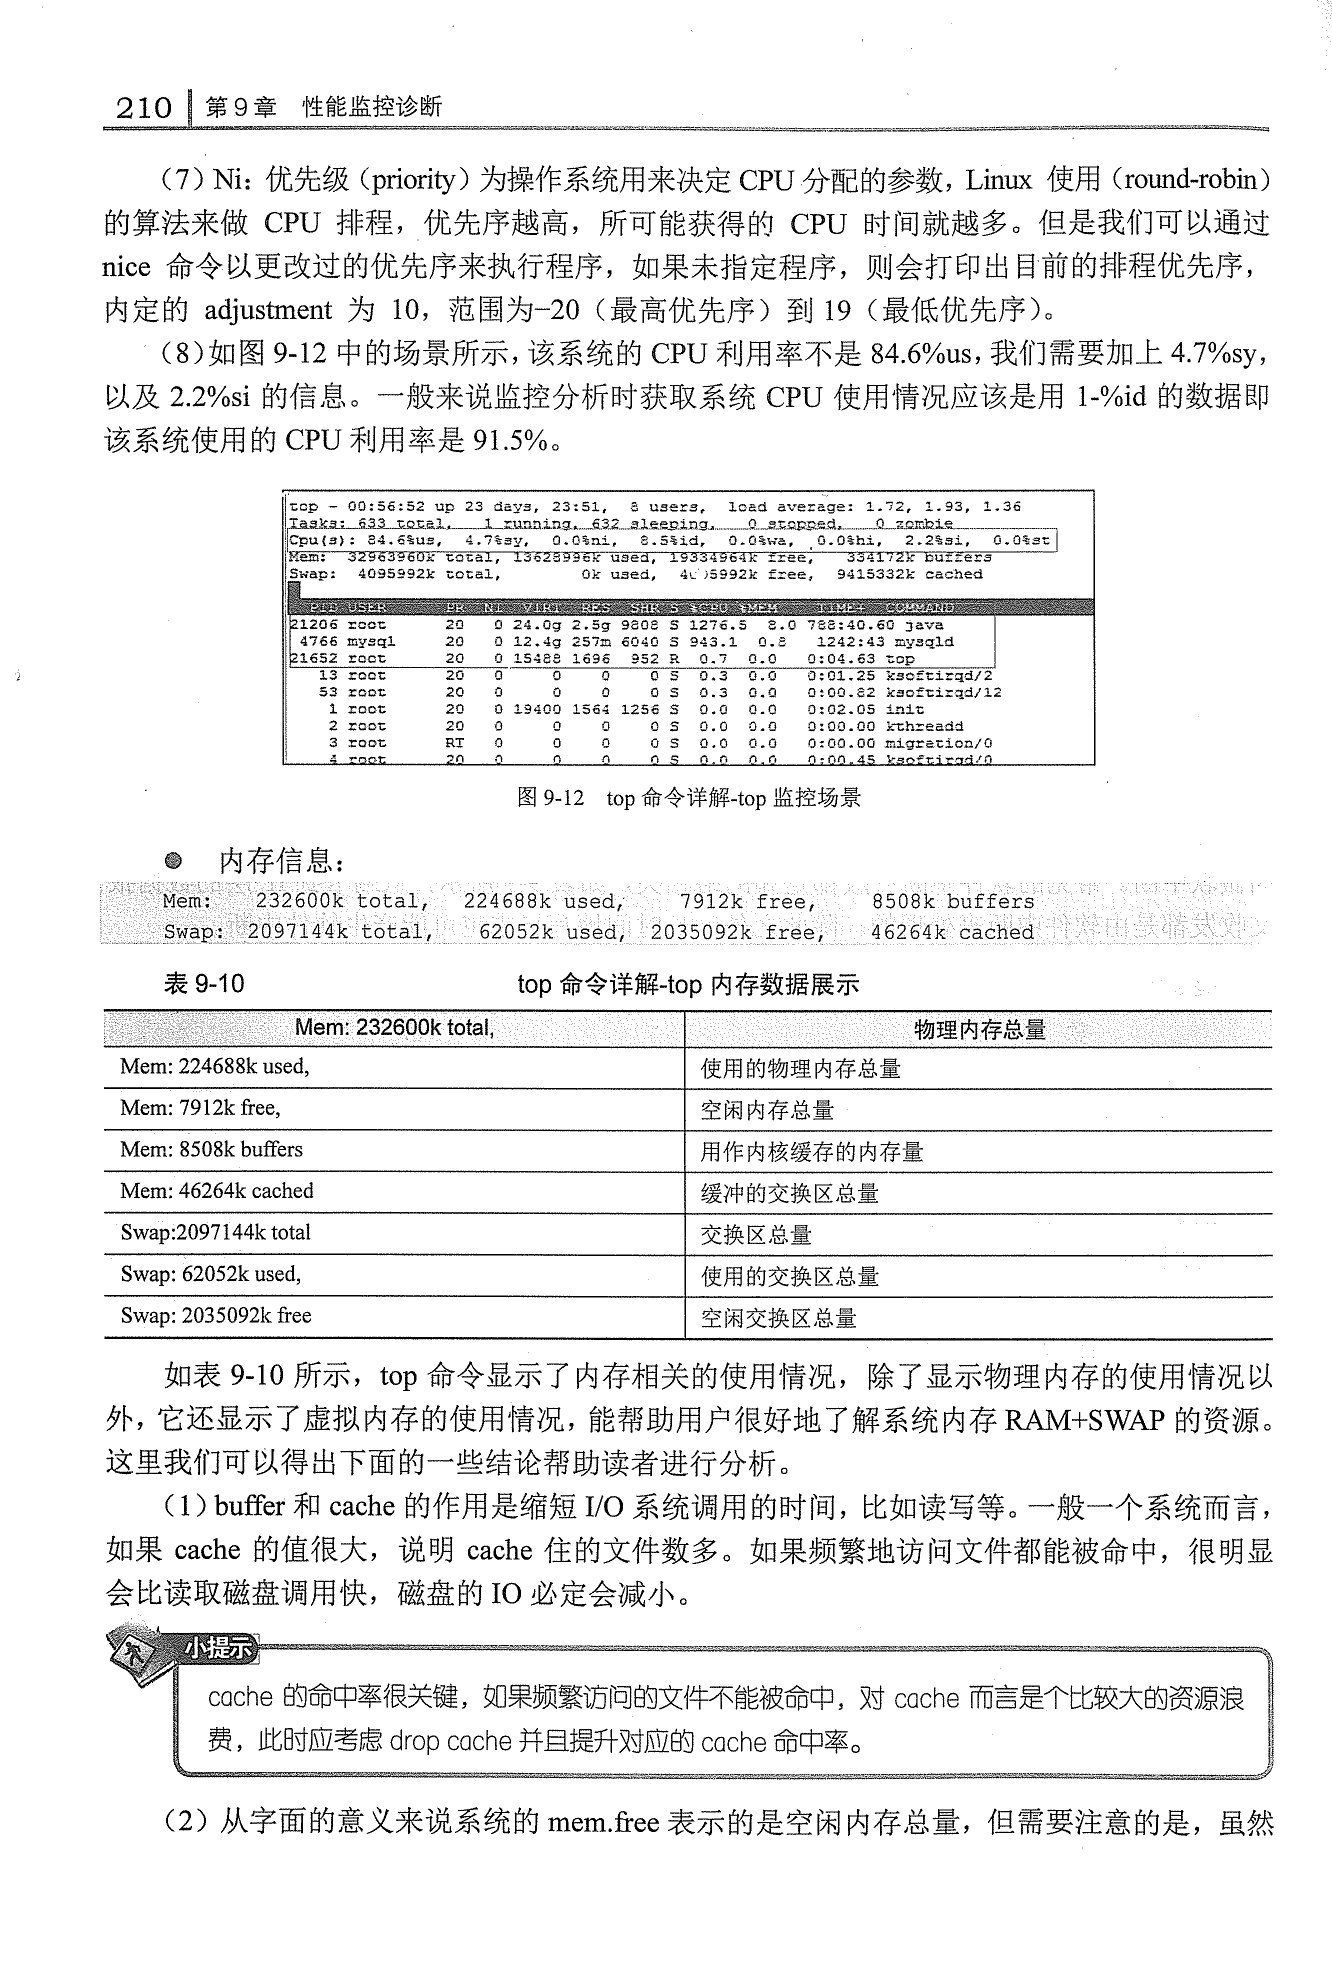 210 第9章 性能监控诊断
（7）Ni：优先级（priority）为操作系统用来决定 CPU 分配的参数，Linux 使用（round-robin）
的算法来做 CPU 排程，优先序越高，所可能获得的 CPU 时间就越多。但是我们可以通过
nice 命令以更改过的优先序来执行程序，如果未指定程序，则会打印出目前的排程优先序，
内定的 adjustment 为 10，范围为−20（最高优先序）到 19（最低优先序）。
（8）如图 9-12 中的场景所示，该系统的 CPU 利用率不是 84.6%us，我们需要加上 4.7%sy，
以及 2.2%si 的信息。一般来说监控分析时获取系统 CPU 使用情况应该是用 1-%id 的数据即
该系统使用的 CPU 利用率是 91.5%。
top - 00:56:52 up 23 days, 23:51, 8 users, load average: 1.72, 1.93, 1.36
Tasks: 633 total, 1 running, 632 sleeping, 0 stopped, 0 zombie
Cpu(s): 84.6%us, 4.7%sy, 0.0%ni, 8.5%id, 0.0%wa, 0.0%hi, 2.2%si, 0.0%st
Mem: 32963960k total, 13628996k used, 19334964k free, 334172k buffers
Swap: 4095992k total, 0k used, 4095992k free, 9415332k cached
PID USER PR NI VIRT RES SHR S %CPU %MEM TIME+ COMMAND
21206 root 20 0 24.0g 2.5g 9808 S 1276.5 8.0 788:40.60 java
4766 mysql 20 0 12.4g 257m 6040 S 943.1 0.8 1242:43 mysqld
21652 root 20 0 15488 1696 952 R 0.7 0.0 0:04.63 top
13 root 20 0 0 0 0 S 0.3 0.0 0:01.25 ksoftirqd/2
53 root 20 0 0 0 0 S 0.3 0.0 0:00.82 ksoftirqd/12
1 root 20 0 19400 1564 1256 S 0.0 0.0 0:02.05 init
2 root 20 0 0 0 0 S 0.0 0.0 0:00.00 kthreadd
3 root RT 0 0 0 0 S 0.0 0.0 0:00.00 migration/0
4 root 20 0 0 0 0 S 0.0 0.0 0:00.45 ksoftirqd/0
图 9-12 top 命令详解-top 监控场景
● 内存信息：
Mem: 232600k total, 224688k used, 7912k free, 8508k buffers
Swap: 2097144k total, 62052k used, 2035092k free, 46264k cached
表 9-10 top 命令详解-top 内存数据展示
Mem: 232600k total, 物理内存总量
Mem: 224688k used, 使用的物理内存总量
Mem: 7912k free, 空闲内存总量
Mem: 8508k buffers 用作内核缓存的内存量
Mem: 46264k cached 缓冲的交换区总量
Swap:2097144k total 交换区总量
Swap: 62052k used, 使用的交换区总量
Swap: 2035092k free 空闲交换区总量
如表 9-10 所示，top 命令显示了内存相关的使用情况，除了显示物理内存的使用情况以
外，它还显示了虚拟内存的使用情况，能帮助用户很好地了解系统内存 RAM+SWAP 的资源。
这里我们可以得出下面的一些结论帮助读者进行分析。
（1）buffer 和 cache 的作用是缩短 I/O 系统调用的时间，比如读写等。一般一个系统而言，
如果 cache 的值很大，说明 cache 住的文件数多。如果频繁地访问文件都能被命中，很明显
会比读取磁盘调用快，磁盘的 IO 必定会减小。
小提示
cache 的命中率很关键，如果频繁访问的文件不能被命中，对 cache 而言是个比较大的资源浪
费，此时应考虑 drop cache 并且提升对应的 cache 命中率。
（2）从字面的意义来说系统的 mem.free 表示的是空闲内存总量，但需要注意的是，虽然